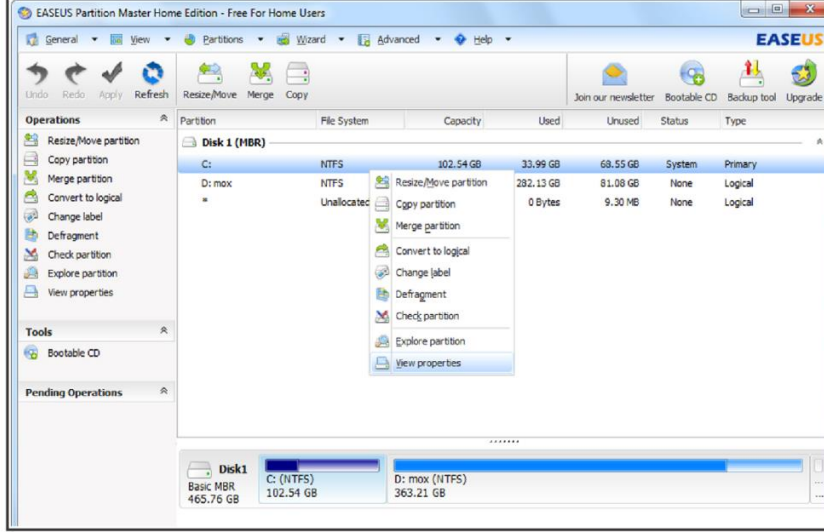 EASEUS Partition Master Home Edition - Free For Home Users
General View Partitions Wizard Advanced Help EASEUS
Undo Redo Apply Refresh Resize/Move Merge Copy Join our newsletter Bootable CD Backup tool Upgrade
Operations
Resize/Move partition
Copy partition
Merge partition
Convert to logical
Change label
Defragment
Check partition
Explore partition
View properties
Tools
Bootable CD
Pending Operations
Partition File System Capacity Used Unused Status Type
Disk 1 (MBR)
C: NTFS 102.54 GB 33.99 GB 68.55 GB System Primary
D: mox NTFS 282.13 GB 81.08 GB None Logical
* Unallocated 0 Bytes 9.30 MB None Logical
Resize/Move partition
Copy partition
Merge partition
Convert to logical
Change label
Defragment
Check partition
Explore partition
View properties
Disk1
Basic MBR
465.76 GB
C: (NTFS)
102.54 GB
D: mox (NTFS)
363.21 GB
...
...